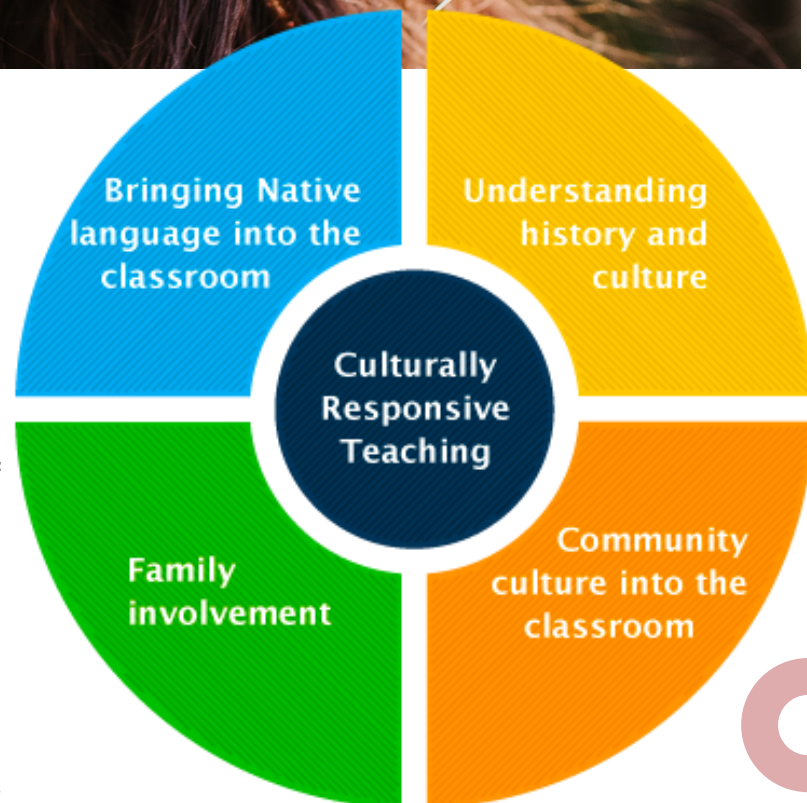 Bringing Native
language into the
classroom
Understanding
history and
culture
Culturally
Responsive
Teaching
Family
involvement
Community
culture into the
classroom